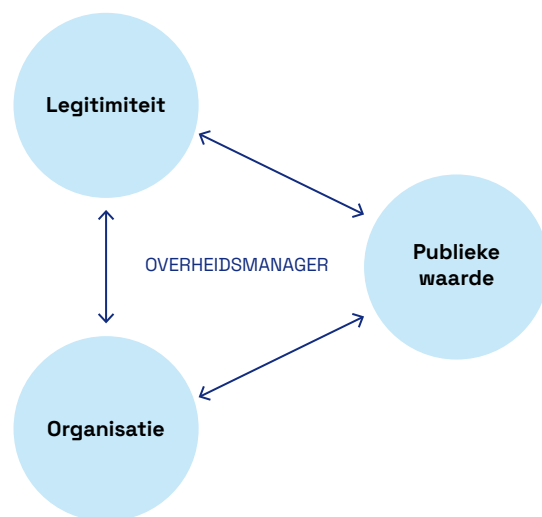 Legitimiteit
OVERHEIDSMANAGER
Publieke
waarde
Organisatie